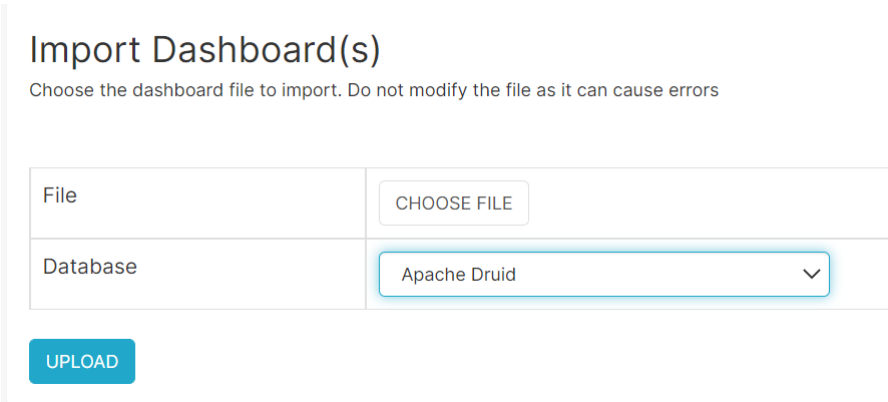 Import Dashboard(s)
Choose the dashboard file to import. Do not modify the file as it can cause errors
File
CHOOSE FILE
Database
Apache Druid
UPLOAD